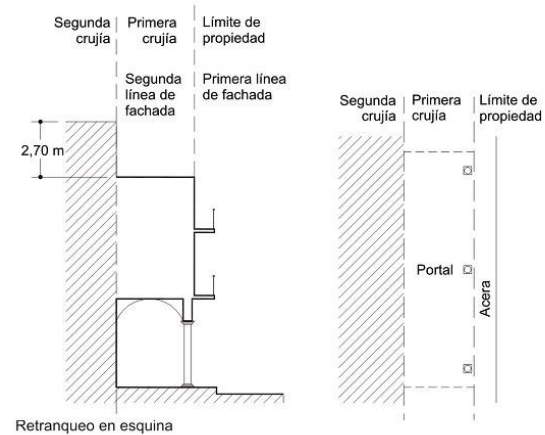 Segunda
crujía
Primera
crujía
Límite de
propiedad
Segunda
línea de
fachada
Primera línea
de fachada
2,70 m
Retranqueo en esquina
Segunda
crujía
Primera
crujía
Límite de
propiedad
Portal
Acera